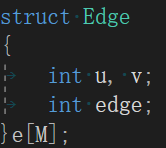 struct Edge
{
    int u, v;
    int edge;
}e[M];